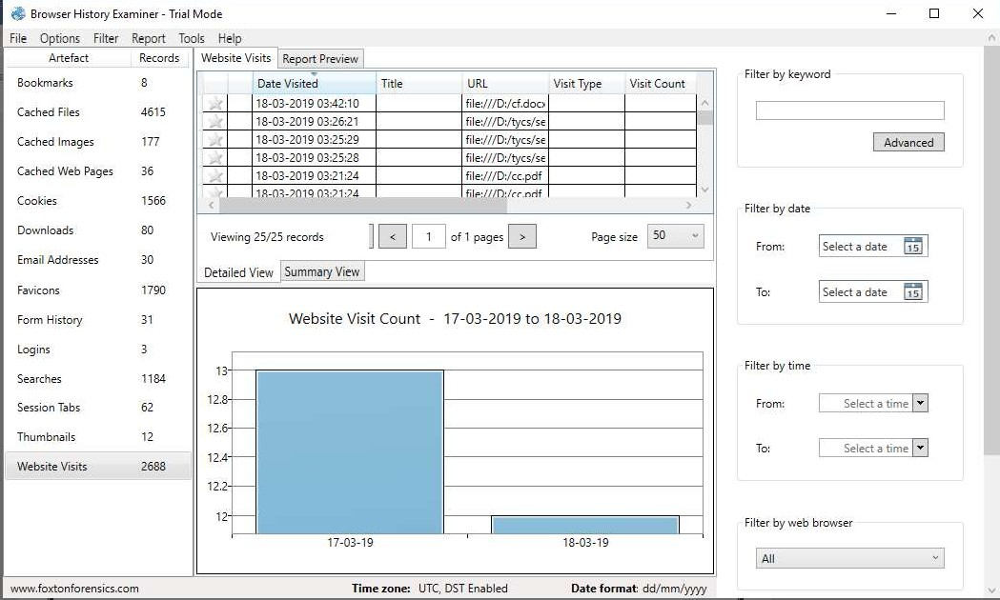 Browser History Examiner - Trial Mode
File Options Filter Report Tools Help
Artefact Records
Bookmarks 8
Cached Files 4615
Cached Images 177
Cached Web Pages 36
Cookies 1566
Downloads 80
Email Addresses 30
Favicons 1790
Form History 31
Logins 3
Searches 1184
Session Tabs 62
Thumbnails 12
Website Visits 2688
Website Visits Report Preview
Date Visited Title URL Visit Type Visit Count
18-03-2019 03:42:10 file:///D:/cf.docx
18-03-2019 03:26:21 file:///D:/tycs/se
18-03-2019 03:25:29 file:///D:/tycs/se
18-03-2019 03:25:28 file:///D:/tycs/se
18-03-2019 03:21:24 file:///D:/cc.pdf
18-03-2019 03:21:24 file:///D:/cc.pdf
Viewing 25/25 records < 1 of 1 pages > Page size 50
Detailed View Summary View
Website Visit Count - 17-03-2019 to 18-03-2019
13
12.8
12.6
12.4
12.2
12
17-03-19 18-03-19
Filter by keyword
Advanced
Filter by date
From: Select a date 15
To: Select a date 15
Filter by time
From: Select a time
To: Select a time
Filter by web browser
All
www.foxtonforensics.com Time zone: UTC, DST Enabled Date format: dd/mm/yyyy